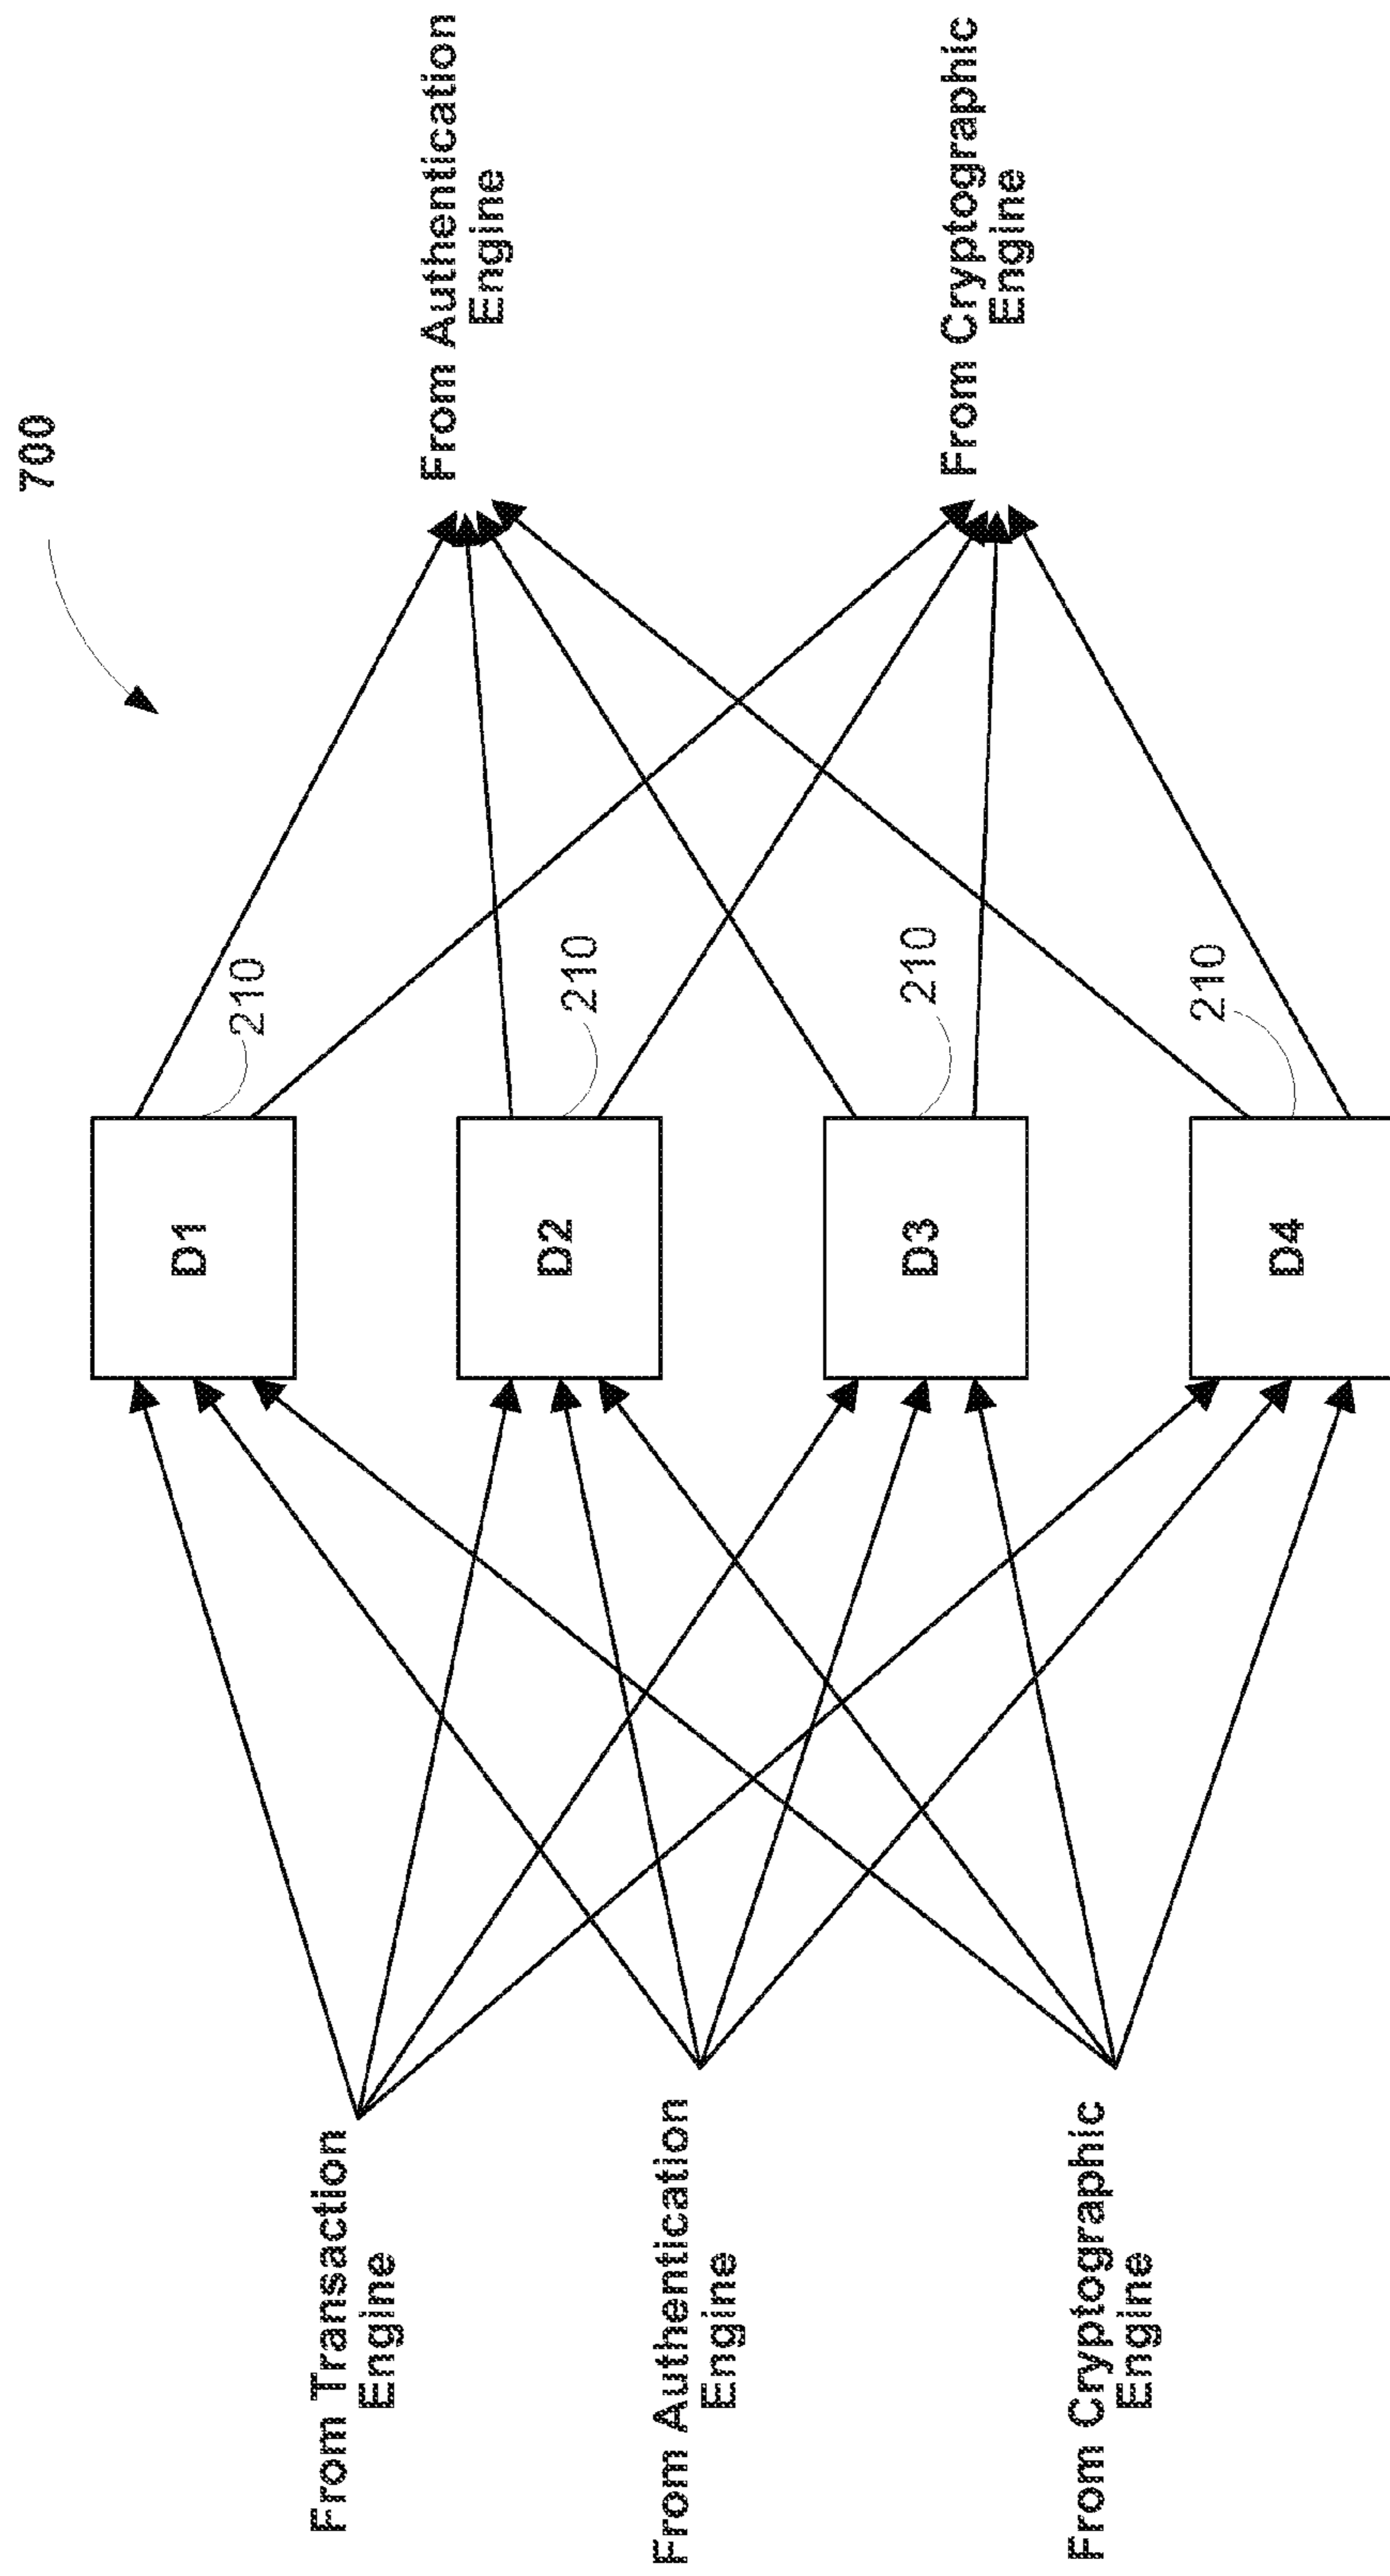 700
From Transaction
Engine
From Authentication
Engine
From Cryptographic
Engine
D1
210
D2
210
D3
210
D4
210
From Authentication
Engine
From Cryptographic
Engine